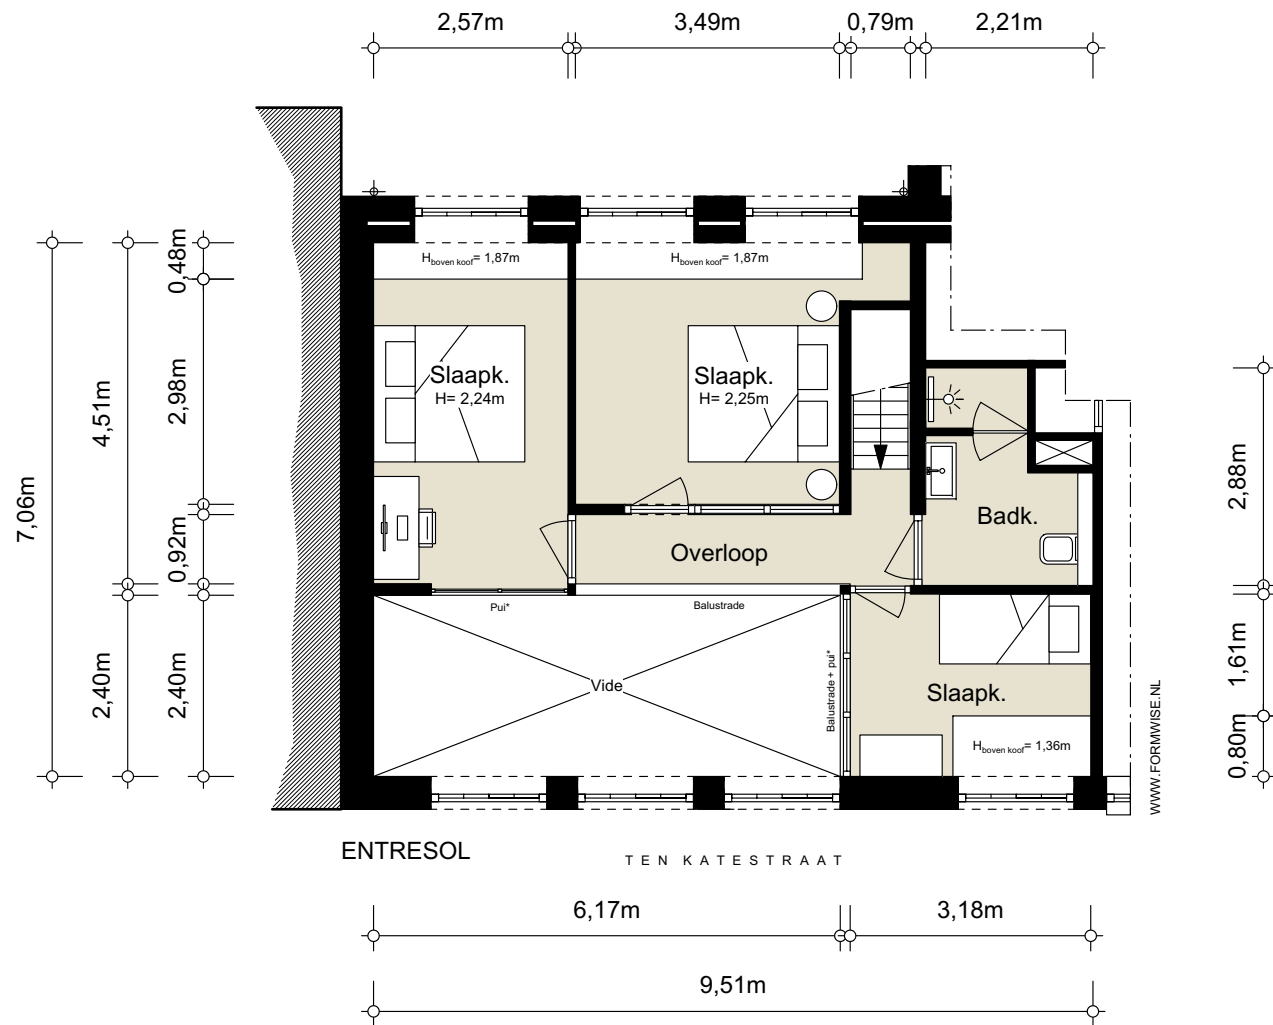 2,57m 3,49m 0,79m 2,21m
0,48m
Hboven koof= 1,87m Hboven koof= 1,87m
Slaapk.
H= 2,24m
Slaapk.
H= 2,25m
4,51m
2,98m
7,06m
0,92m
2,88m
Badk.
Overloop
Pui*
Balustrade
Balustrade + pui*
Vide
2,40m
2,40m
Slaapk.
Hboven koof= 1,36m
1,61m
0,80m
WWW.FORMWISE.NL
ENTRESOL
TEN KATESTRAAT
6,17m 3,18m
9,51m